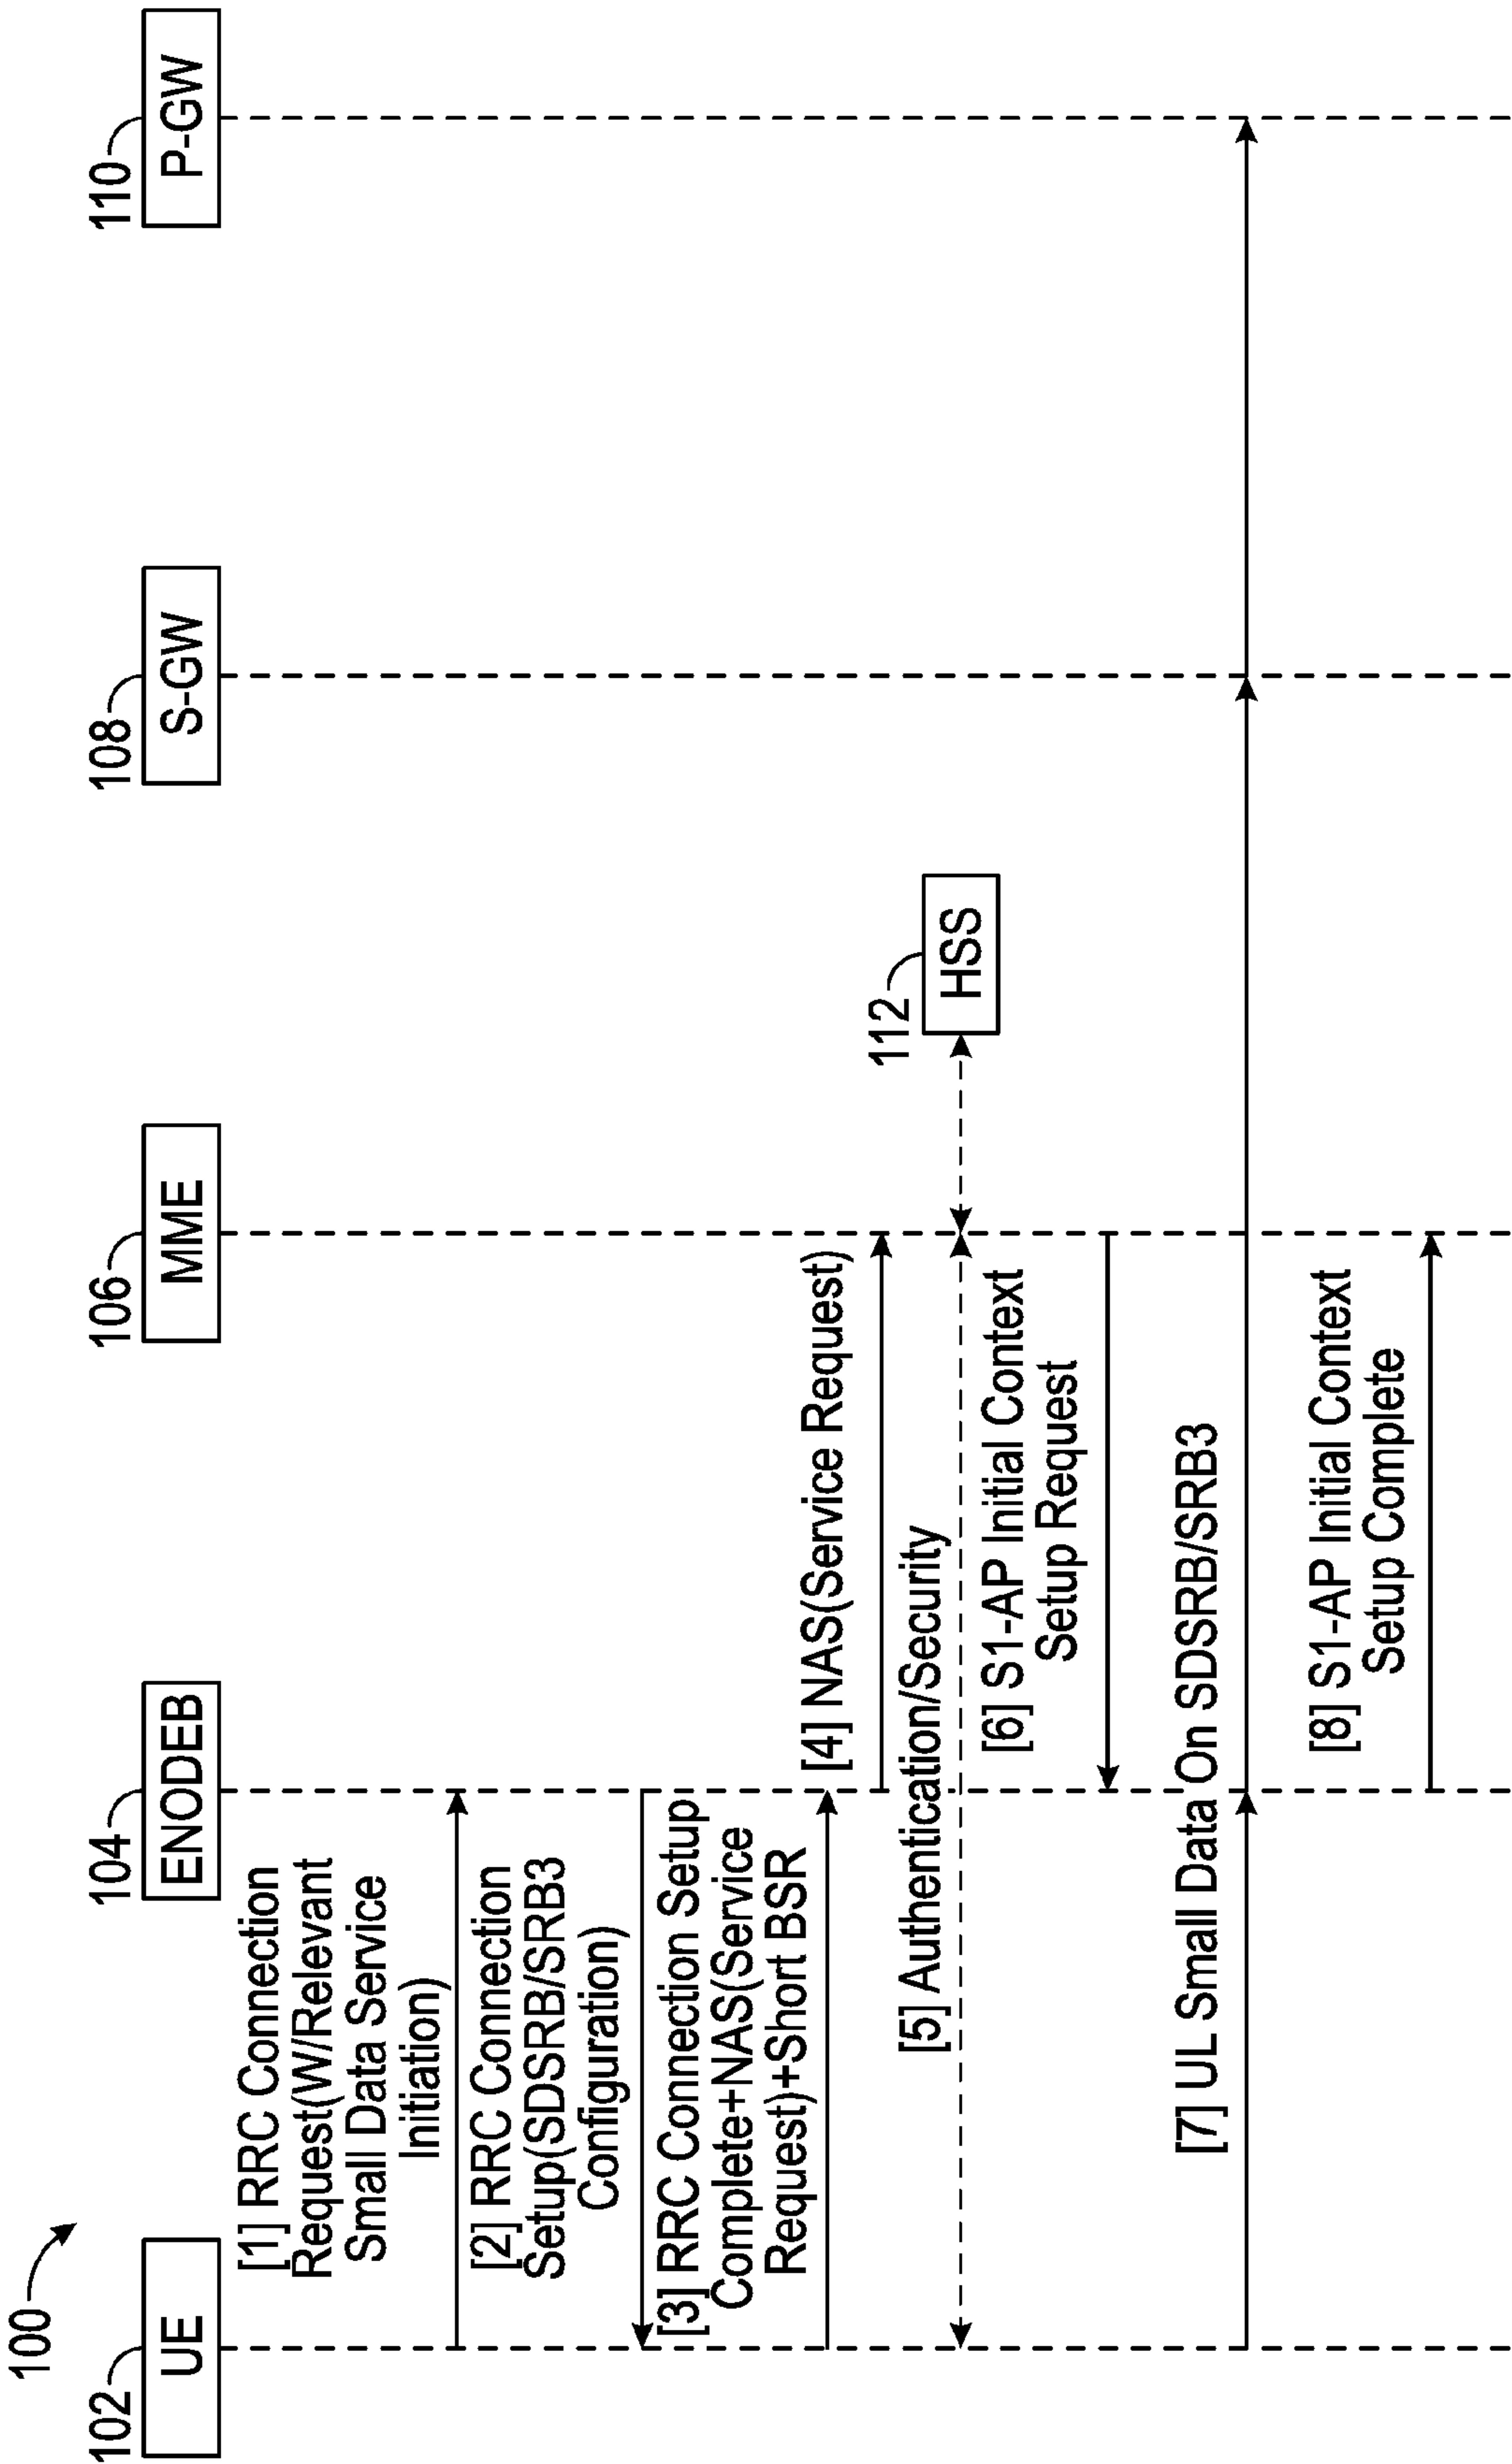 100
102
UE
104
ENODEB
106
MME
108
S-GW
110
P-GW
[1] RRC Connection
Request(W/Relevant
Small Data Service
Initiation)
[2] RRC Connection
Setup(SDSRB/SRB3
Configuration)
[3] RRC Connection Setup
Complete+NAS(Service
Request)+Short BSR
[4] NAS(Service Request)
[5] Authentication/Security
112
HSS
[6] S1-AP Initial Context
Setup Request
[7] UL Small Data On SDSRB/SRB3
[8] S1-AP Initial Context
Setup Complete